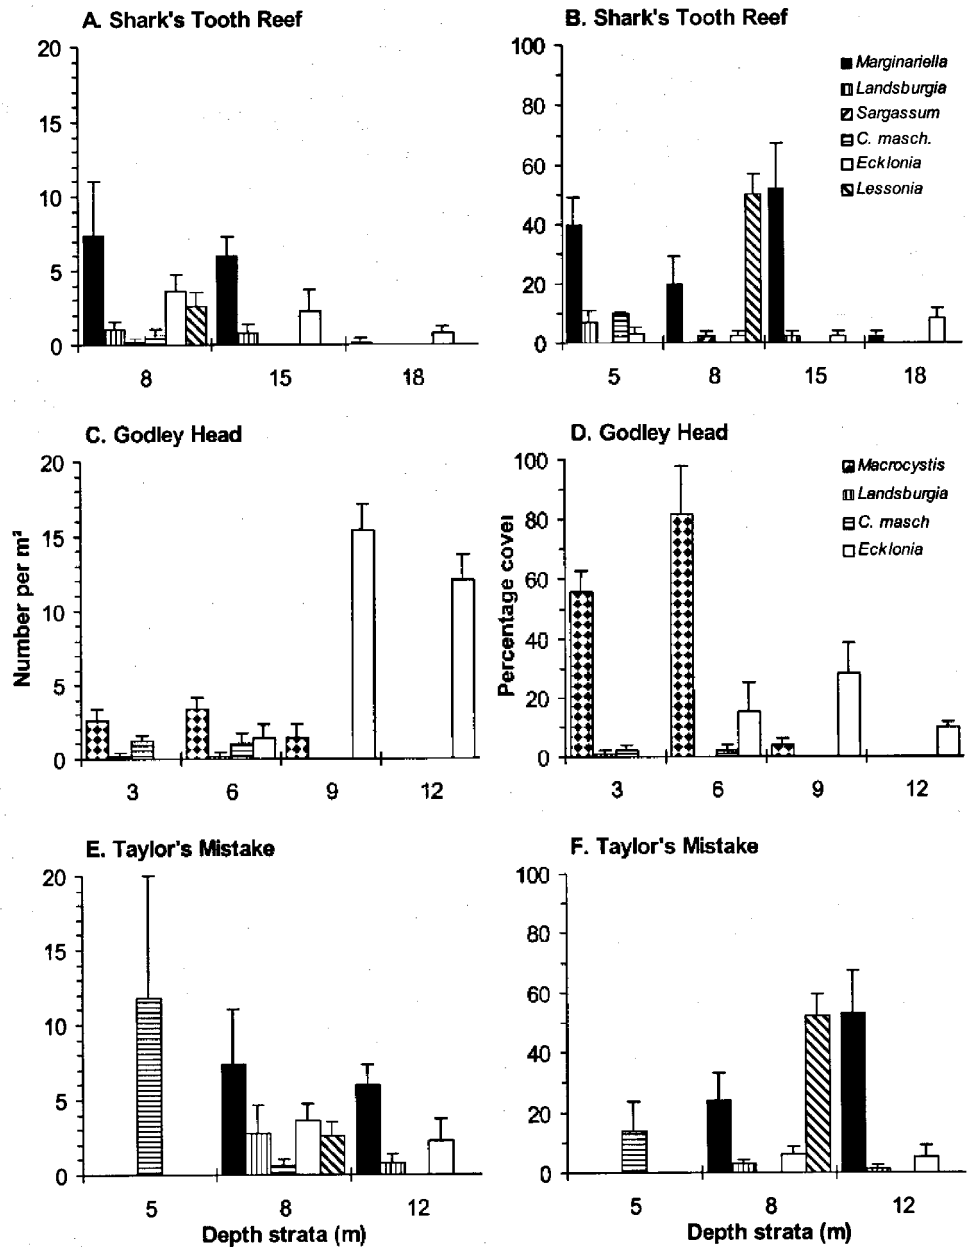 A. Shark's Tooth Reef
20
15
10
5
0
8 15 18
B. Shark's Tooth Reef
100
80
60
40
20
0
5 8 15 18
Marginariella
Landsburgia
Sargassum
C. masch.
Ecklonia
Lessonia
C. Godley Head
Number per m²
20
15
10
5
0
3 6 9 12
D. Godley Head
Percentage cover
100
80
60
40
20
0
3 6 9 12
Macrocystis
Landsburgia
C. masch
Ecklonia
E. Taylor's Mistake
20
15
10
5
0
5 8 12
Depth strata (m)
F. Taylor's Mistake
100
80
60
40
20
0
5 8 12
Depth strata (m)